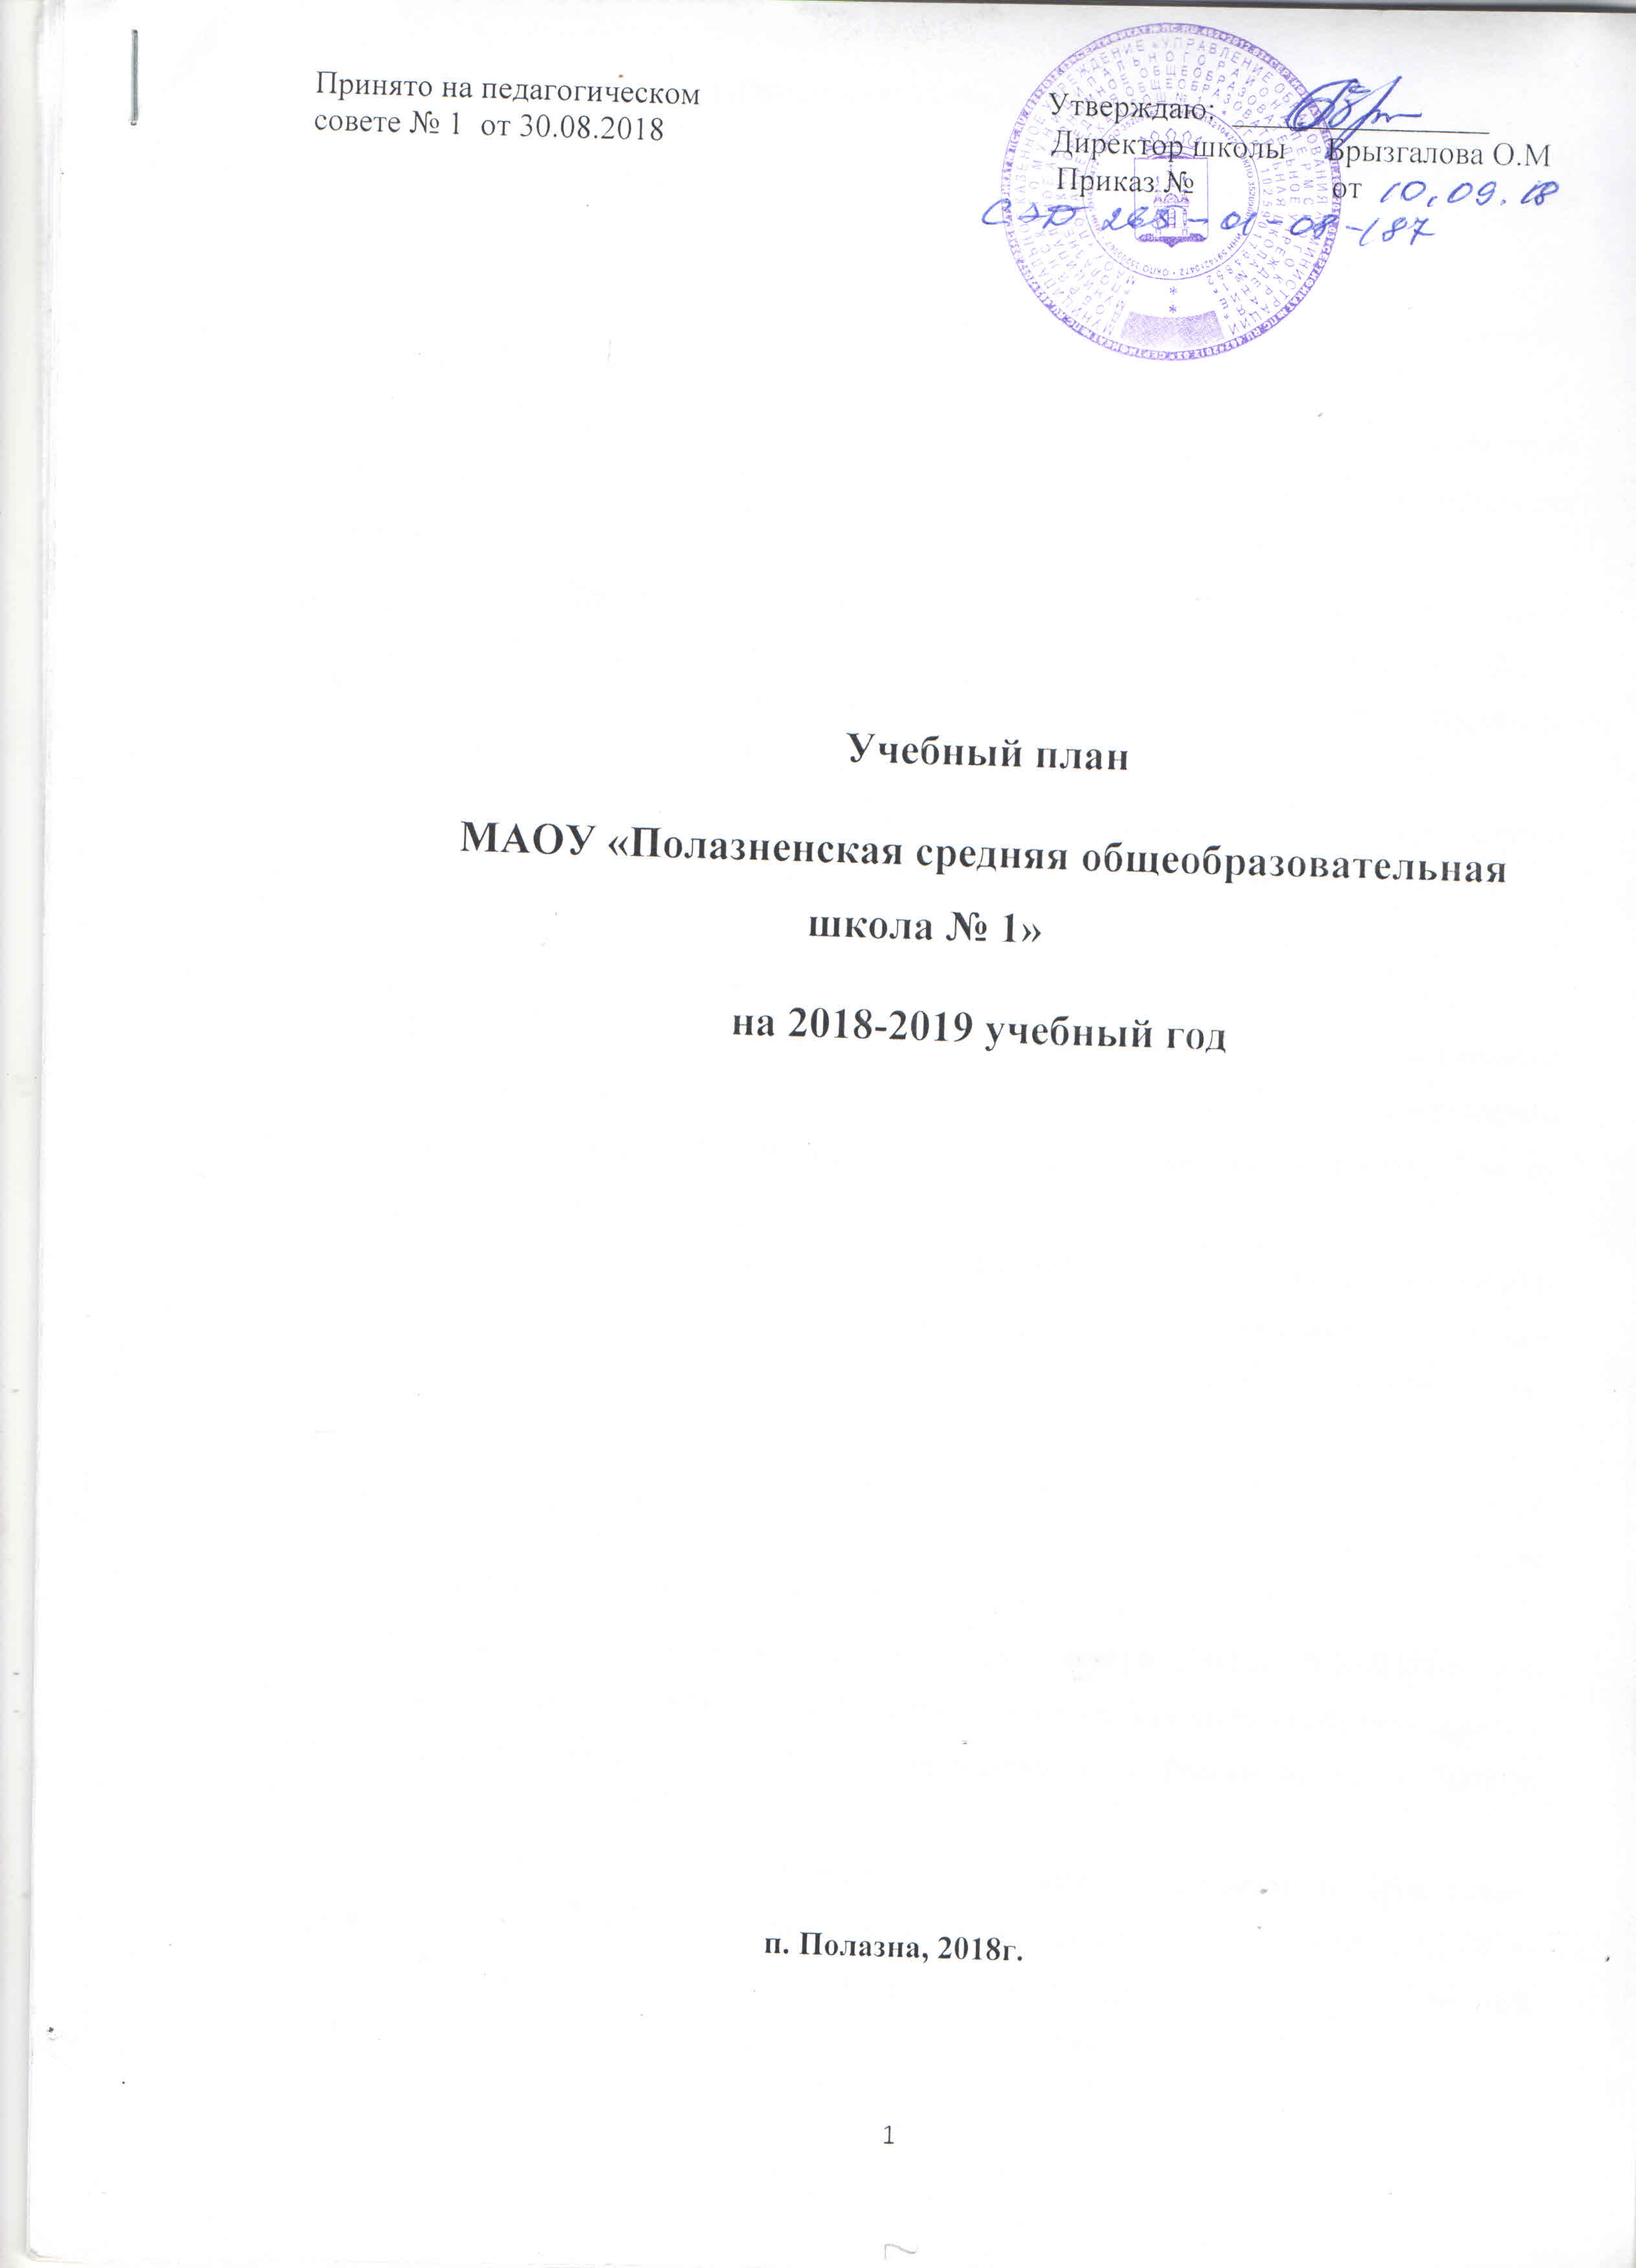 Принято на педагогическом
совете № 1 от 30.08.2018
Утверждаю:
Директор школы Брызгалова О.М
Приказ № от 10.09.18
СЭД 265-01-08-187
Учебный план
МАОУ «Полазненская средняя общеобразовательная
школа № 1»
на 2018-2019 учебный год
п. Полазна, 2018г.
1